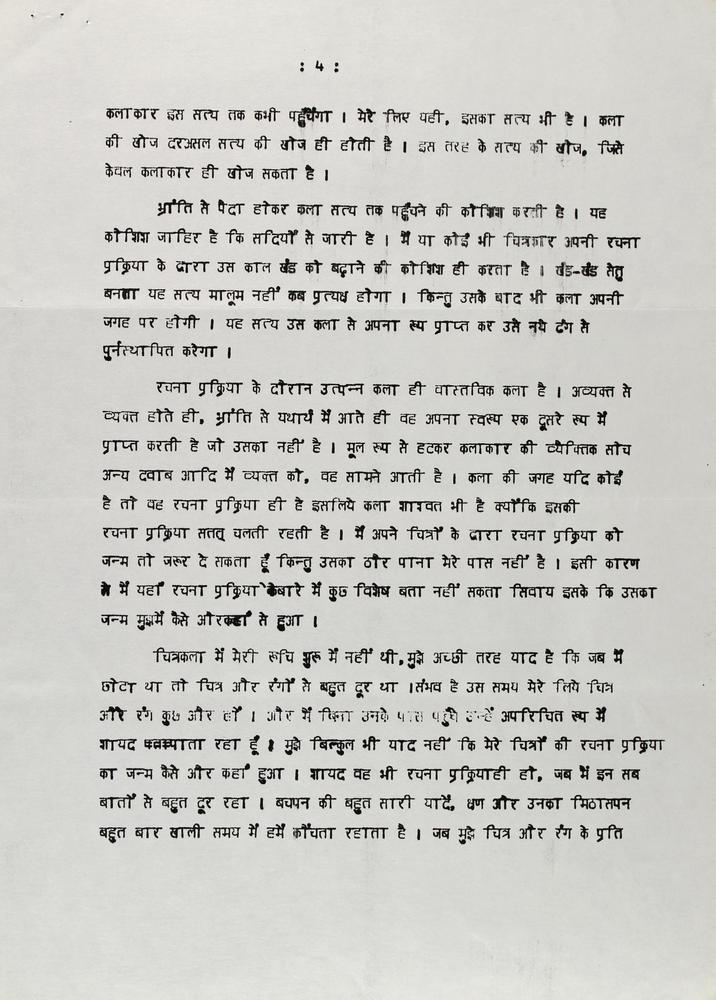 : 4 :
कलाकार इस सत्य तक कभी पहुँचेगा । मेरे लिए यही, इसका सत्य भी है । कला
की खोज दरअसल सत्य की खोज ही होती है । इस तरह के सत्य की खोज, जिसे
केवल कलाकार ही खोज सकता है ।
भ्रांति से पैदा होकर कला सत्य तक पहुँचने की कोशिश करती है । यह
कोशिश जाहिर है कि सदियों से जारी है । मैं या कोई भी चित्रकार अपनी रचना
प्रक्रिया के द्वारा उस काल खंड को बढ़ाने की कोशिश ही करता है । खंड-खंड सेतु
बनता यह सत्य मालूम नहीं कब प्रत्यक्ष होगा । किन्तु उसके बाद भी कला अपनी
जगह पर होगी । यह सत्य उस कला से अपना रूप प्राप्त कर उसे नये ढंग से
पुर्नस्थापित करेगा ।
रचना प्रक्रिया के दौरान उत्पन्न कला ही वास्तविक कला है । अव्यक्त से
व्यक्त होते ही, भ्रांति से यथार्थ में आते ही वह अपना स्वरूप एक दूसरे रूप में
प्राप्त करती है जो उसका नहीं है । मूल रूप से हटकर कलाकार की व्यैक्तिक सोच
अन्य दवाब आदि में व्यक्त को, वह सामने आती है । कला की जगह यदि कोई
है तो वह रचना प्रक्रिया ही है इसलिये कला शाश्वत भी है क्योंकि इसकी
रचना प्रक्रिया सतत् चलती रहती है । मैं अपने चित्रों के द्वारा रचना प्रक्रिया को
जन्म तो जरूर दे सकता हूँ किन्तु उसका ठौर पाना मेरे पास नहीं है । इसी कारण
मैं यहाँ रचना प्रक्रिया के बारे में कुछ विशेष बता नहीं सकता सिवाय इसके कि उसका
जन्म मुझमें कैसे और कहाँ से हुआ ।
चित्रकला में मेरी रूचि शुरू में नहीं थी, मुझे अच्छी तरह याद है कि जब मैं
छोटा था तो चित्र और रंगों से बहुत दूर था ।संभव है उस समय मेरे लिये चित्र
और रंग कुछ और हों । और मैं बिना उनके पास पहुँचे उन्हें अपरिचित रूप में
शायद पाता रहा हूँ । मुझे बिल्कुल भी याद नहीं कि मेरे चित्रों की रचना प्रक्रिया
का जन्म कैसे और कहाँ हुआ । शायद वह भी रचना प्रक्रियाही हो, जब मैं इन सब
बातों से बहुत दूर रहा । बचपन की बहुत सारी यादें, क्षण और उनका मिठासपन
बहुत बार खाली समय में हमें कौंचता रहाता है । जब मुझे चित्र और रंग के प्रति